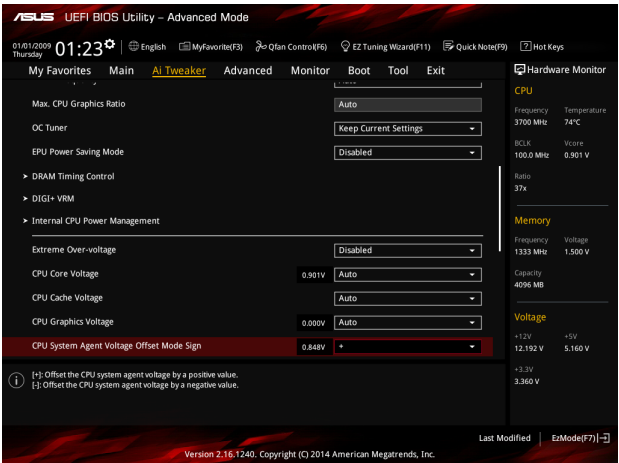 ASUS UEFI BIOS Utility – Advanced Mode
01/01/2009 Thursday 01:23 English MyFavorite(F3) Qfan Control(F6) EZ Tuning Wizard(F11) Quick Note(F9) Hot Keys
My Favorites Main Ai Tweaker Advanced Monitor Boot Tool Exit
Max. CPU Graphics Ratio Auto
OC Tuner Keep Current Settings
EPU Power Saving Mode Disabled
> DRAM Timing Control
> DIGI+ VRM
> Internal CPU Power Management
Extreme Over-voltage Disabled
CPU Core Voltage 0.901V Auto
CPU Cache Voltage Auto
CPU Graphics Voltage 0.000V Auto
CPU System Agent Voltage Offset Mode Sign 0.848V +
[+]: Offset the CPU system agent voltage by a positive value.
[-]: Offset the CPU system agent voltage by a negative value.
Hardware Monitor
CPU
Frequency Temperature
3700 MHz 74°C
BCLK Vcore
100.0 MHz 0.901 V
Ratio
37x
Memory
Frequency Voltage
1333 MHz 1.500 V
Capacity
4096 MB
Voltage
+12V +5V
12.192 V 5.160 V
+3.3V
3.360 V
Last Modified EzMode(F7)
Version 2.16.1240. Copyright (C) 2014 American Megatrends, Inc.